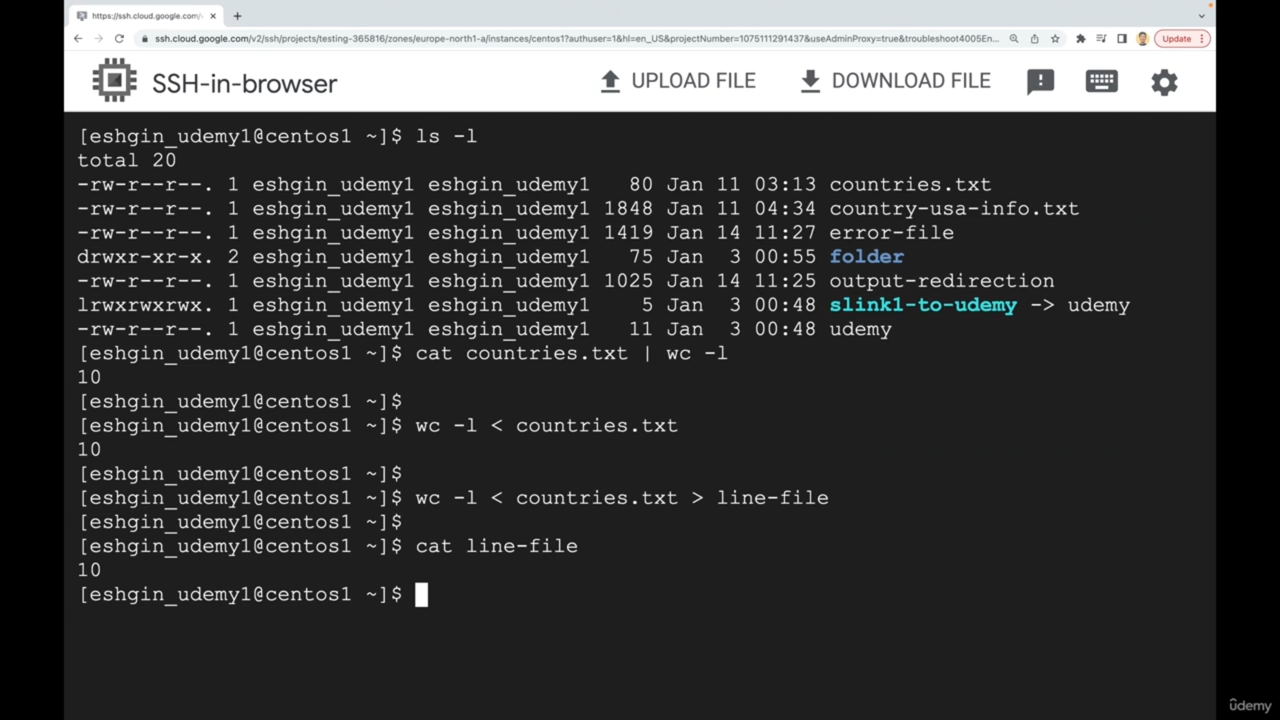 https://ssh.cloud.google.com/v
ssh.cloud.google.com/v2/ssh/projects/testing-365816/zones/europe-north1-a/instances/centos1?authuser=1&hl=en_US&projectNumber=1075111291437&useAdminProxy=true&troubleshoot4005En...
Update
SSH-in-browser
UPLOAD FILE
DOWNLOAD FILE
[eshgin_udemy1@centos1 ~]$ ls -l
total 20
-rw-r--r--. 1 eshgin_udemy1 eshgin_udemy1   80 Jan 11 03:13 countries.txt
-rw-r--r--. 1 eshgin_udemy1 eshgin_udemy1 1848 Jan 11 04:34 country-usa-info.txt
-rw-r--r--. 1 eshgin_udemy1 eshgin_udemy1 1419 Jan 14 11:27 error-file
drwxr-xr-x. 2 eshgin_udemy1 eshgin_udemy1   75 Jan  3 00:55 folder
-rw-r--r--. 1 eshgin_udemy1 eshgin_udemy1 1025 Jan 14 11:25 output-redirection
lrwxrwxrwx. 1 eshgin_udemy1 eshgin_udemy1    5 Jan  3 00:48 slink1-to-udemy -> udemy
-rw-r--r--. 1 eshgin_udemy1 eshgin_udemy1   11 Jan  3 00:48 udemy
[eshgin_udemy1@centos1 ~]$ cat countries.txt | wc -l
10
[eshgin_udemy1@centos1 ~]$
[eshgin_udemy1@centos1 ~]$ wc -l < countries.txt
10
[eshgin_udemy1@centos1 ~]$
[eshgin_udemy1@centos1 ~]$ wc -l < countries.txt > line-file
[eshgin_udemy1@centos1 ~]$
[eshgin_udemy1@centos1 ~]$ cat line-file
10
[eshgin_udemy1@centos1 ~]$
udemy